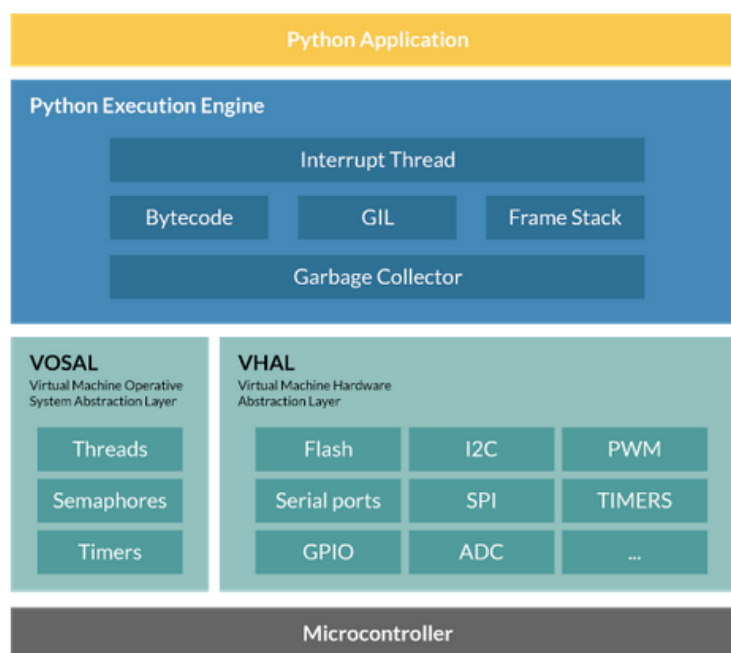 Python Application
Python Execution Engine
Interrupt Thread
Bytecode
GIL
Frame Stack
Garbage Collector
VOSAL
Virtual Machine Operative
System Abstraction Layer
Threads
Semaphores
Timers
VHAL
Virtual Machine Hardware
Abstraction Layer
Flash
I2C
PWM
Serial ports
SPI
TIMERS
GPIO
ADC
...
Microcontroller